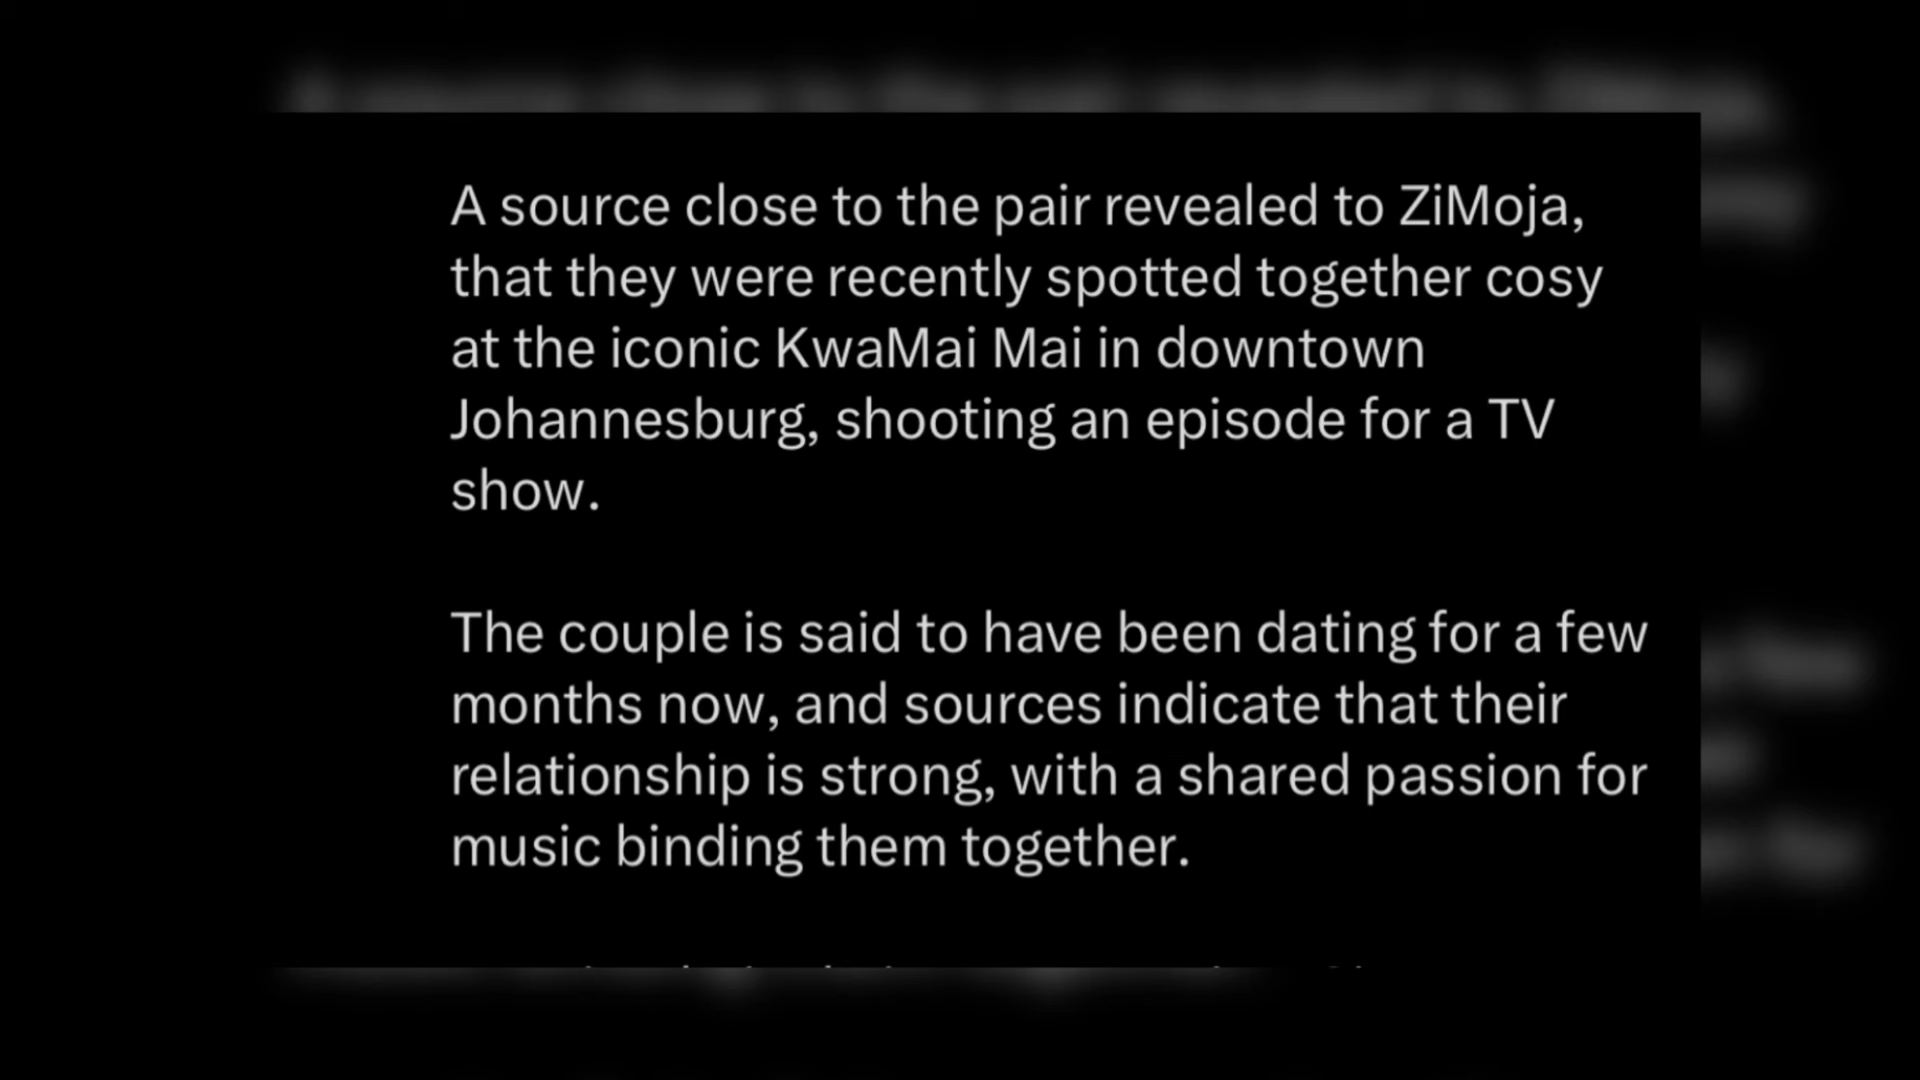 A source close to the pair revealed to ZiMoja,
that they were recently spotted together cosy
at the iconic KwaMai Mai in downtown
Johannesburg, shooting an episode for a TV
show.
The couple is said to have been dating for a few
months now, and sources indicate that their
relationship is strong, with a shared passion for
music binding them together.